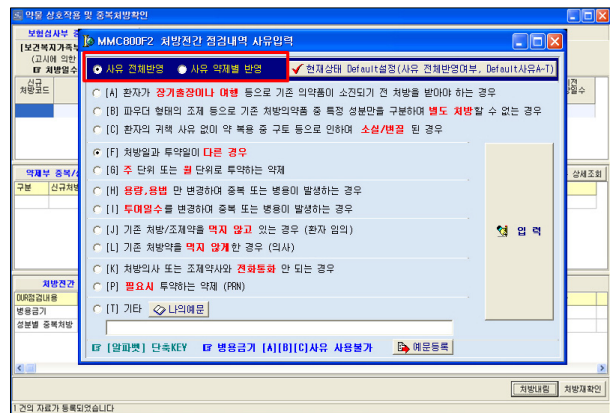 약물 상호작용 및 중복처방확인
보험심사부
[보건복지가족부
(고시에 의한
☞ 처방일수
신규
처방코드
MMC800F2 처방전간 점검내역 사유입력
사유 전체반영 사유 약제별 반영
현재상태 Default설정(사유 전체반영여부, Default사유A~T)
[A] 환자가 장기출장이나 여행 등으로 기존 의약품이 소진되기 전 처방을 받아야 하는 경우
[B] 파우더 형태의 조제 등으로 기존 처방의약품 중 특정 성분만을 구분하여 별도 처방할 수 없는 경우
[C] 환자의 귀책 사유 없이 약 복용 중 구토 등으로 인하여 소실/변질 된 경우
[F] 처방일과 투약일이 다른 경우
[G] 주 단위 또는 월 단위로 투약하는 약제
[H] 용량,용법 만 변경하여 중복 또는 병용이 발생하는 경우
[I] 투여일수를 변경하여 중복 또는 병용이 발생하는 경우
[J] 기존 처방/조제약을 먹지 않고 있는 경우 (환자 임의)
[L] 기존 처방약을 먹지 않게한 경우 (의사)
[K] 처방의사 또는 조제약사와 전화통화 안 되는 경우
[P] 필요시 투약하는 약제 (PRN)
[T] 기타 나의예문
입 력
☞ [알파벳] 단축KEY ☞ 병용금기 [A][B][C]사유 사용불가 예문등록
약제부 중복/
상세조회
구분 신규처방
처방전간
DUR점검내용
병용금기
성분별 중복처방
처방내림 처방재확인
1 건의 자료가 등록되었습니다